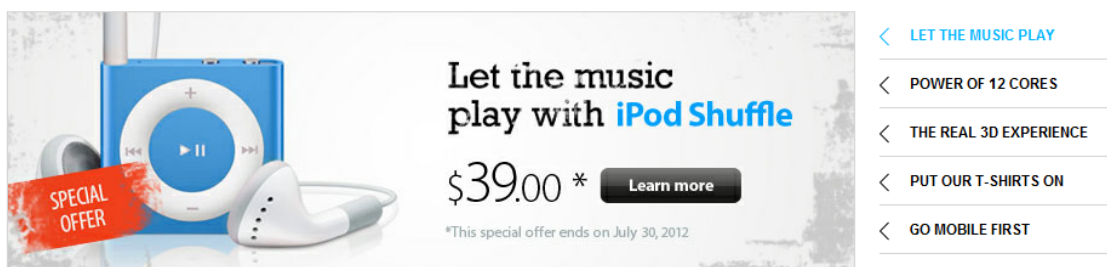 Let the music
play with iPod Shuffle
$39.00 * Learn more
*This special offer ends on July 30, 2012
SPECIAL
OFFER
LET THE MUSIC PLAY
POWER OF 12 CORES
THE REAL 3D EXPERIENCE
PUT OUR T-SHIRTS ON
GO MOBILE FIRST